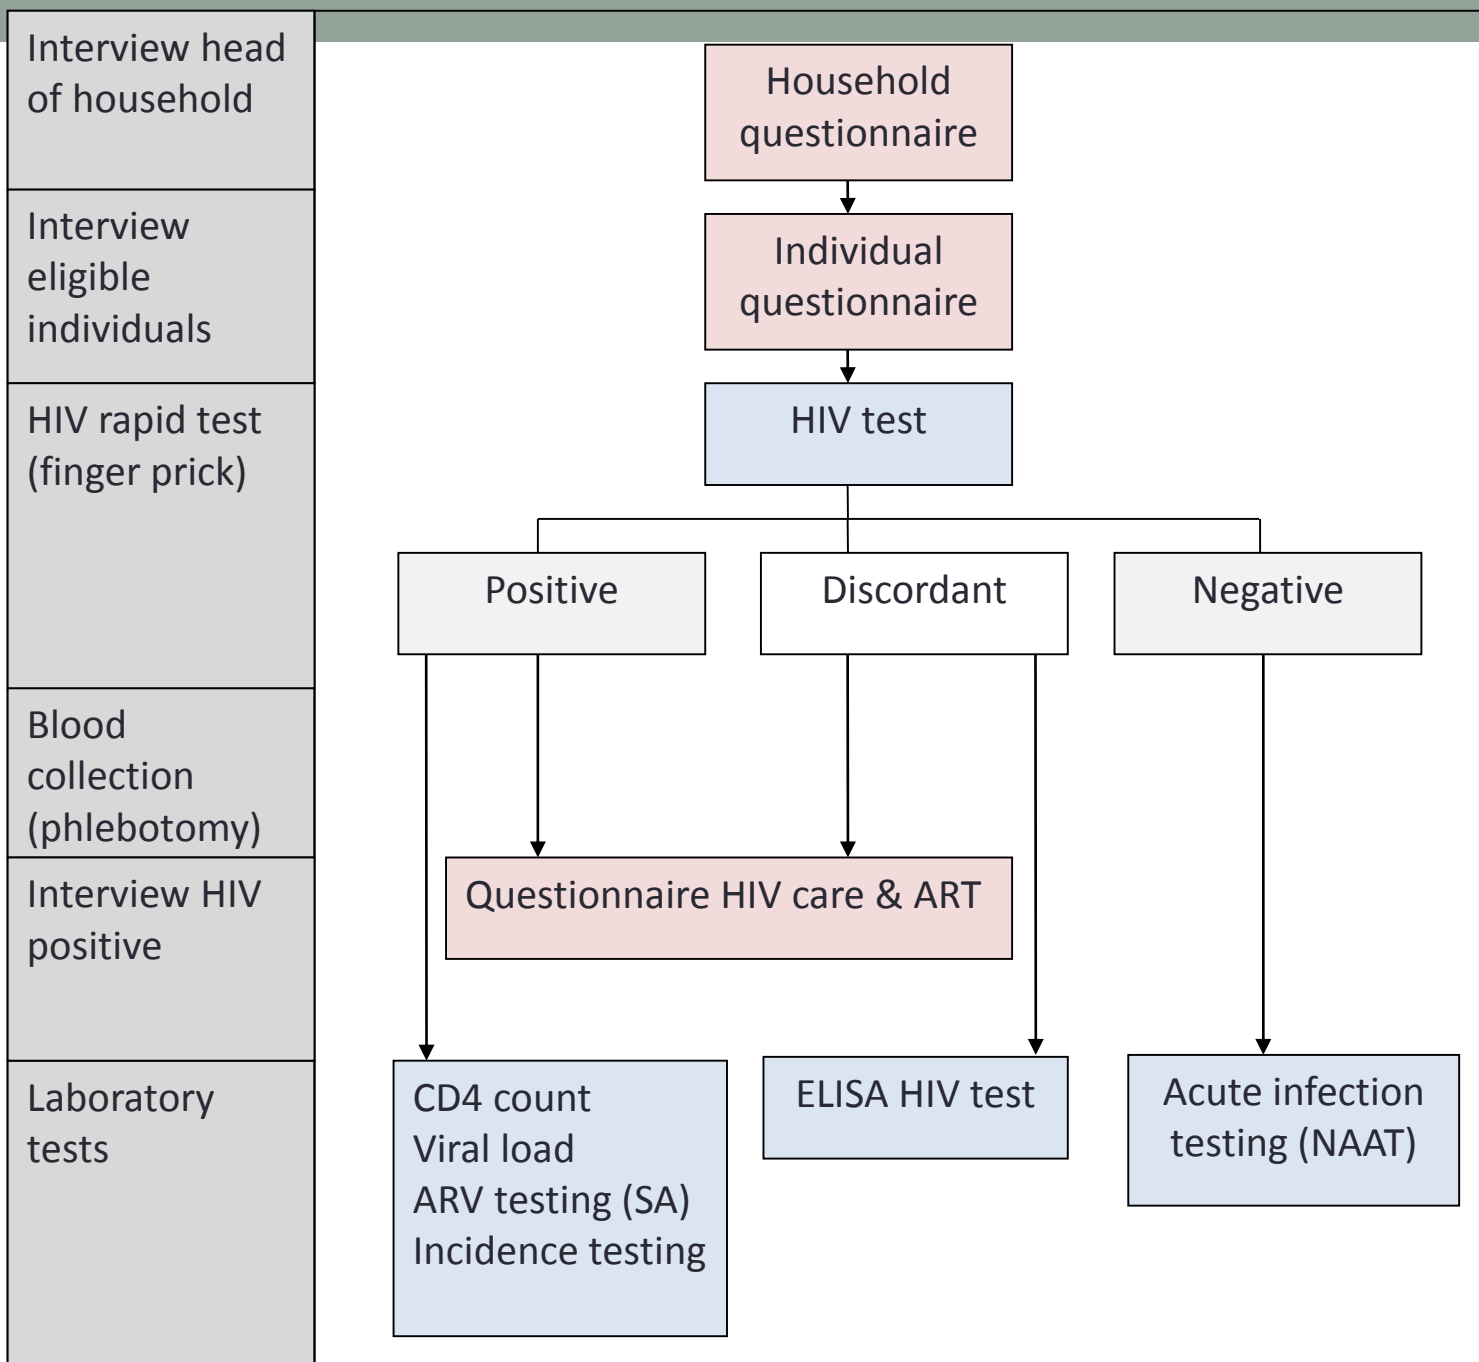 Interview head
of household
Household
questionnaire
Interview
eligible
individuals
Individual
questionnaire
HIV rapid test
(finger prick)
HIV test
Positive
Discordant
Negative
Blood
collection
(phlebotomy)
Interview HIV
positive
Questionnaire HIV care & ART
Laboratory
tests
CD4 count
Viral load
ARV testing (SA)
Incidence testing
ELISA HIV test
Acute infection
testing (NAAT)